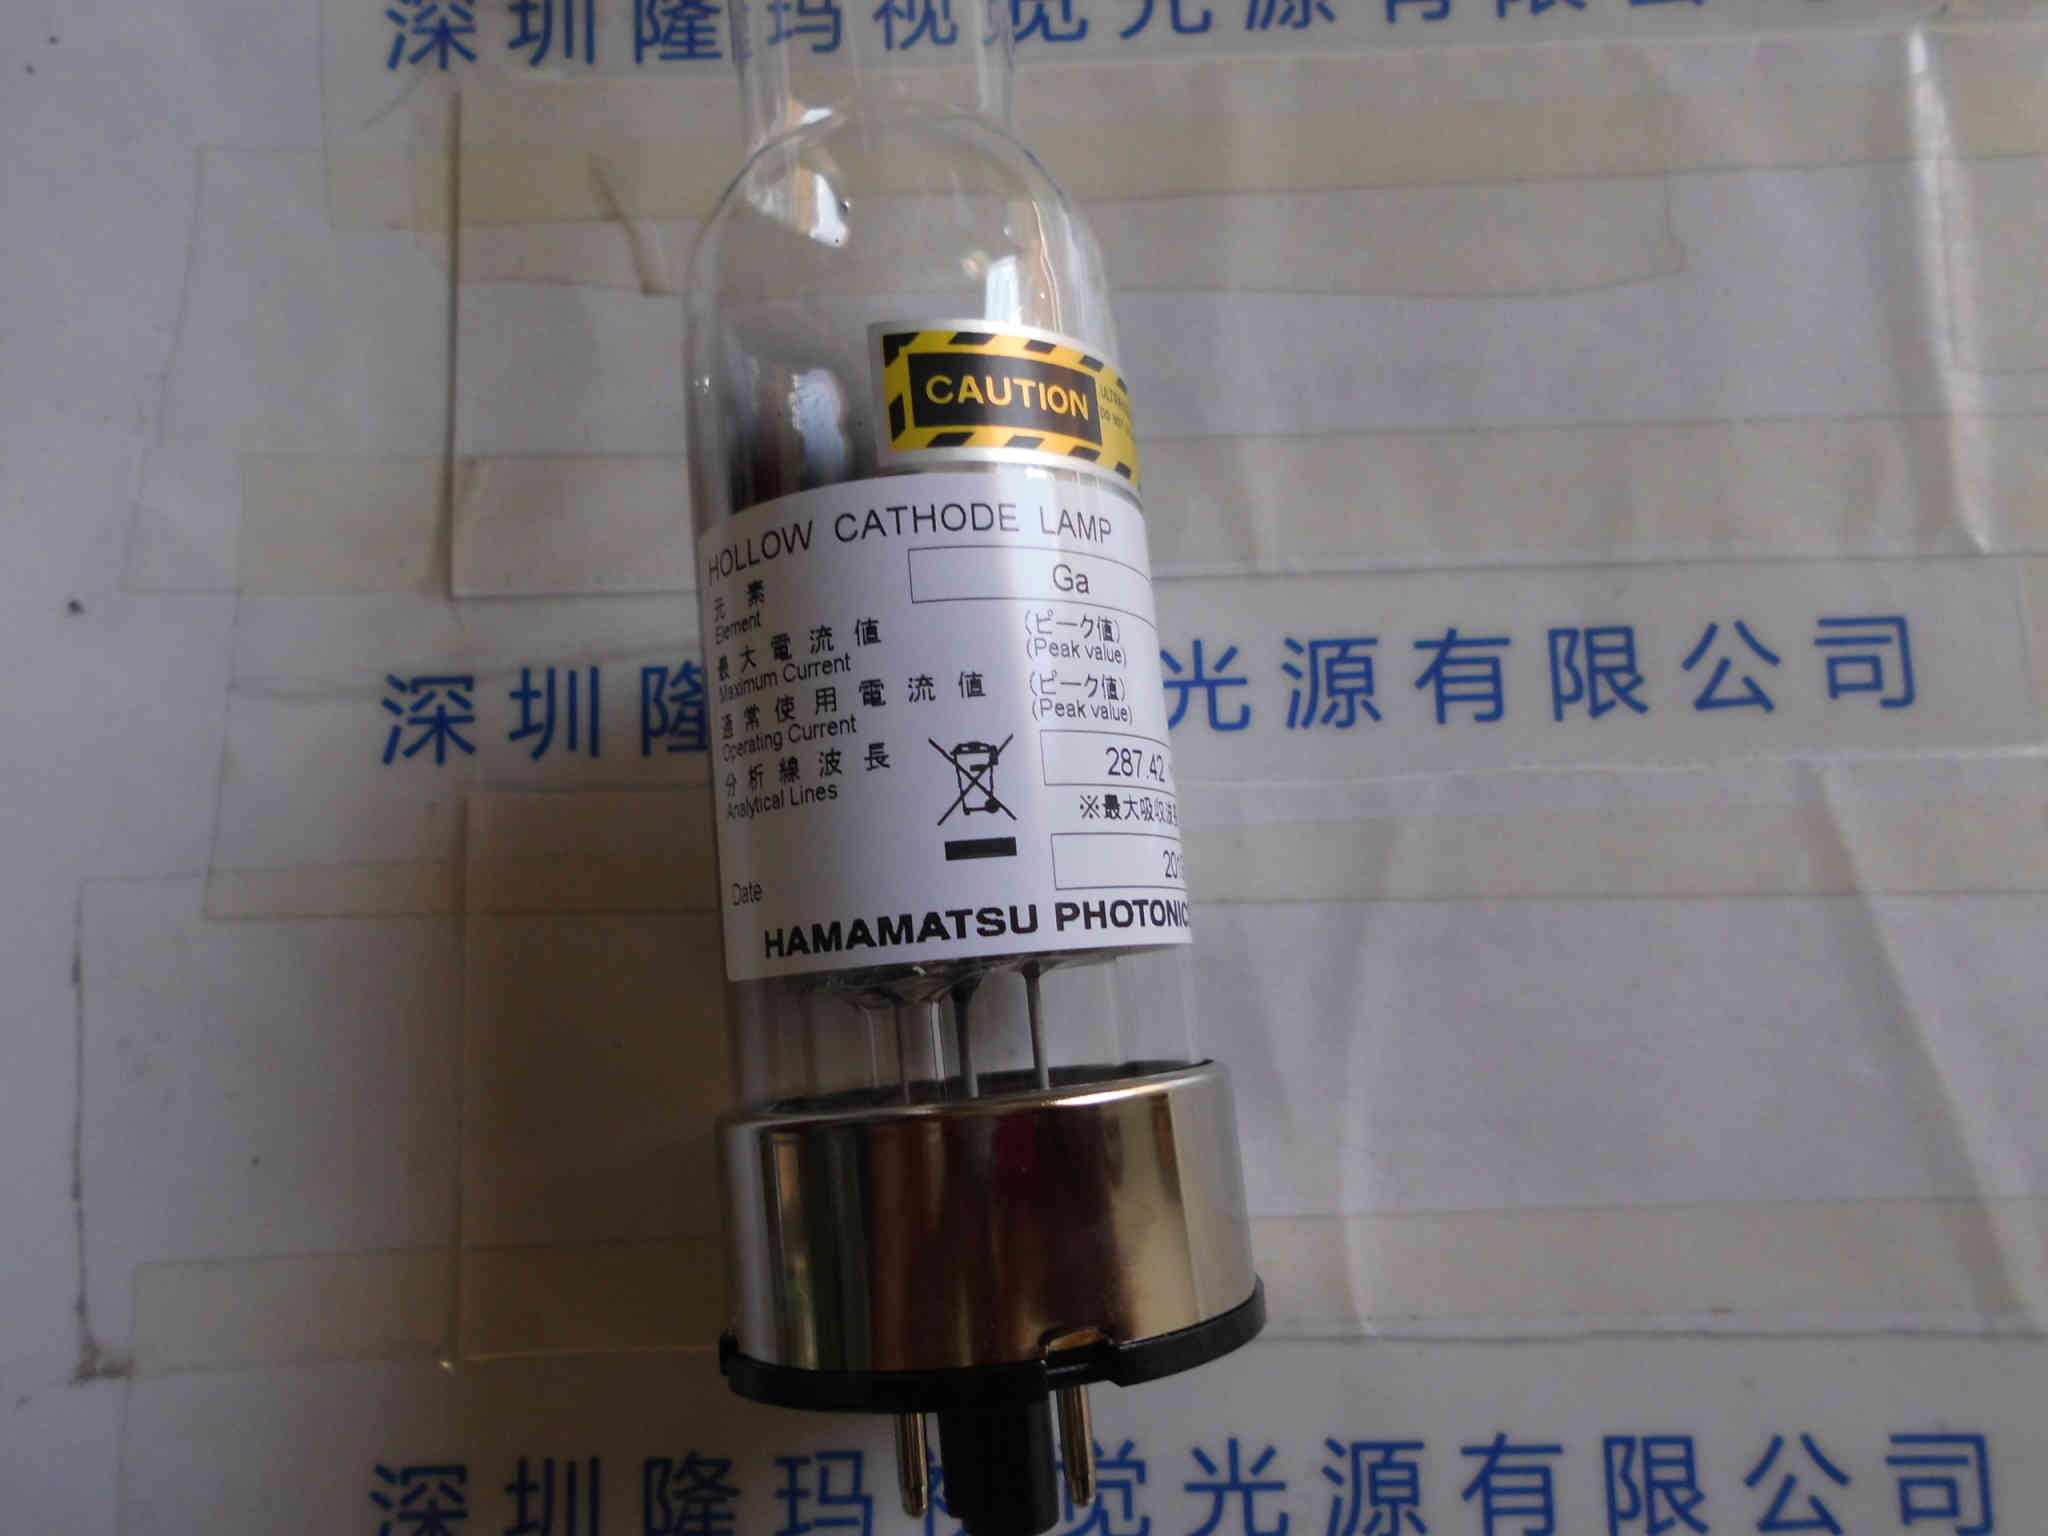 深圳隆玛视觉光源有限公司
CAUTION
HOLLOW CATHODE LAMP
元素 Ga
Element
最大電流値 (ピーク値)
Maximum Current (Peak value)
通常使用電流値 (ピーク値)
Operating Current (Peak value)
分析線波長 287.42
Analytical Lines
※最大吸収波
Date
HAMAMATSU PHOTONICS
深圳隆 光源有限公司
深圳隆玛视觉光源有限公司